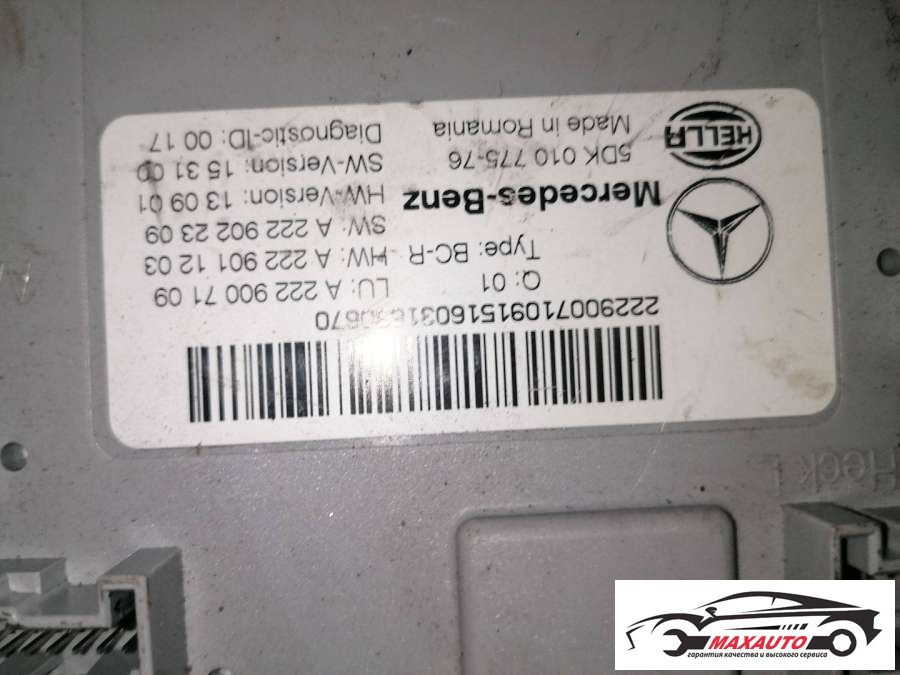 22290071091516031 0670
Q: 01 LU: A 222 900 71 09
Type: BC-R HW: A 222 901 12 03
SW: A 222 902 23 09
Mercedes-Benz HW-Version: 13 09 01
5DK 010 775-76 SW-Version: 15 31 00
HELLA Made in Romania Diagnostic-ID: 00 17
Heck
MAXAUTO
гарантия качества и высокого сервиса